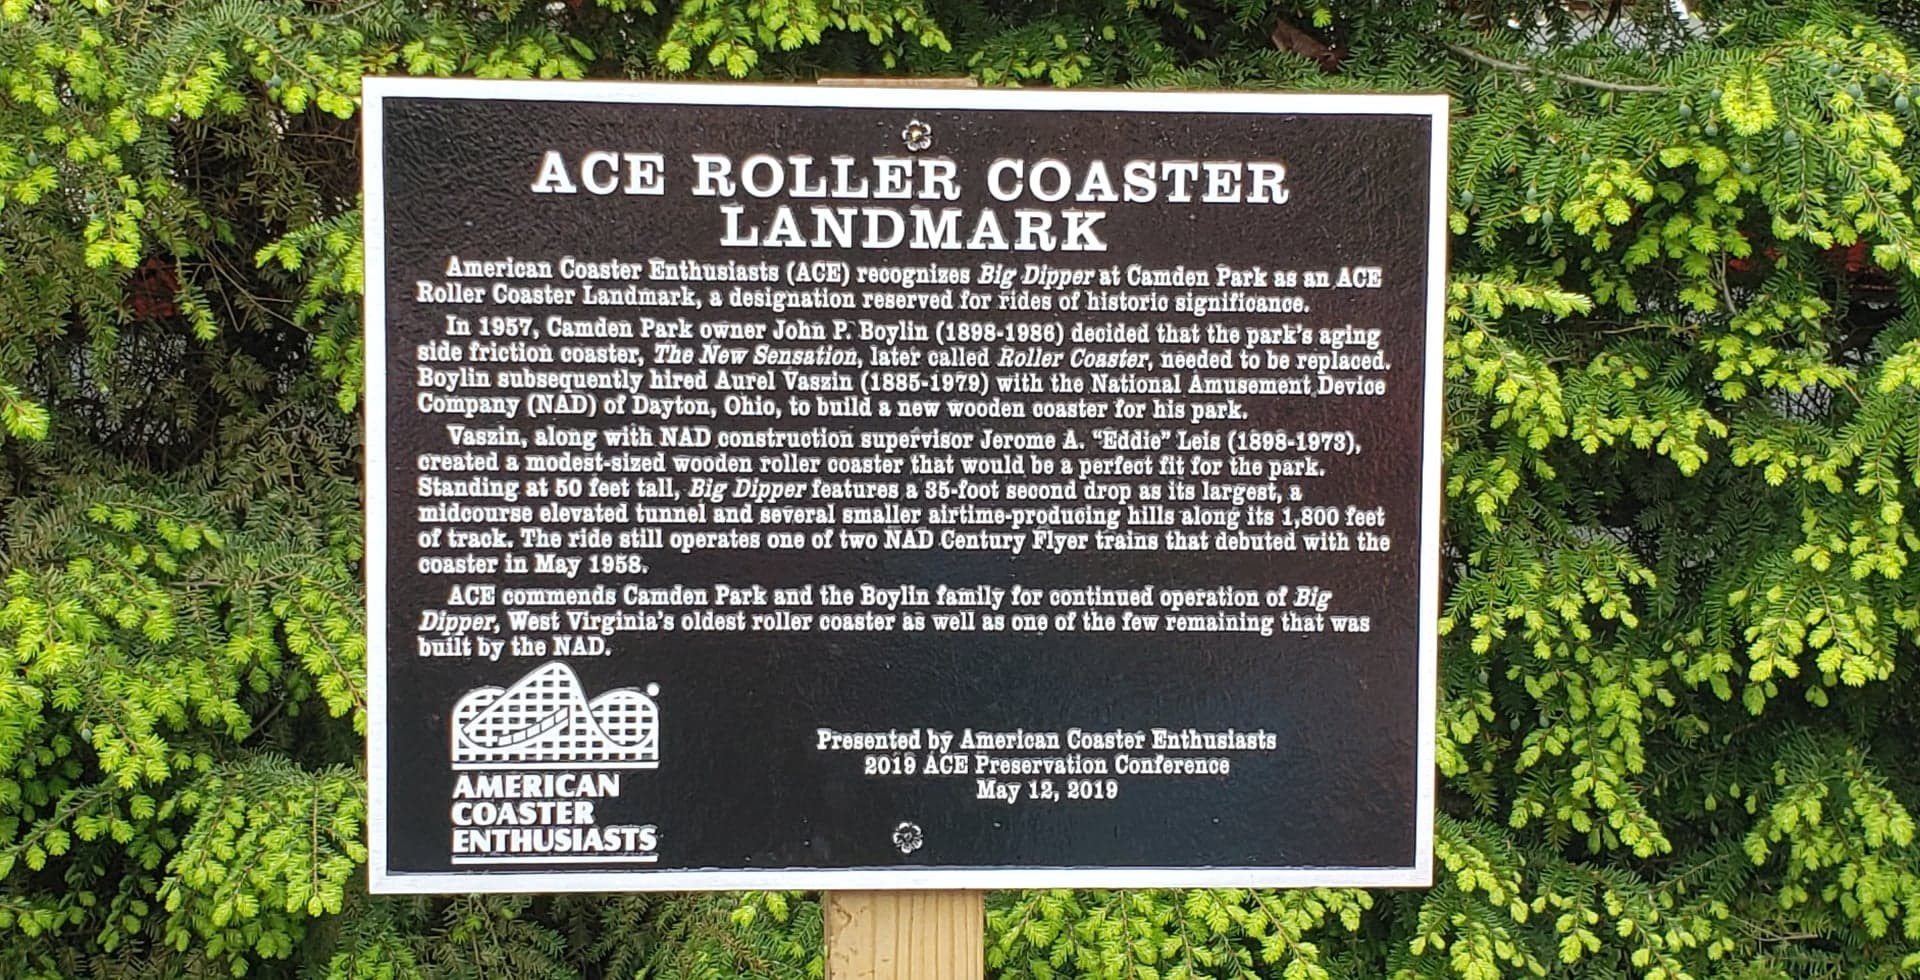 ACE ROLLER COASTER
LANDMARK
American Coaster Enthusiasts (ACE) recognizes Big Dipper at Camden Park as an ACE
Roller Coaster Landmark, a designation reserved for rides of historic significance.
In 1957, Camden Park owner John P. Boylin (1898-1986) decided that the park's aging
side friction coaster, The New Sensation, later called Roller Coaster, needed to be replaced.
Boylin subsequently hired Aurel Vaszin (1885-1979) with the National Amusement Device
Company (NAD) of Dayton, Ohio, to build a new wooden coaster for his park.
Vaszin, along with NAD construction supervisor Jerome A. "Eddie" Leis (1898-1973),
created a modest-sized wooden roller coaster that would be a perfect fit for the park.
Standing at 50 feet tall, Big Dipper features a 35-foot second drop as its largest, a
midcourse elevated tunnel and several smaller airtime-producing hills along its 1,800 feet
of track. The ride still operates one of two NAD Century Flyer trains that debuted with the
coaster in May 1958.
ACE commends Camden Park and the Boylin family for continued operation of Big
Dipper, West Virginia's oldest roller coaster as well as one of the few remaining that was
built by the NAD.
Presented by American Coaster Enthusiasts
2019 ACE Preservation Conference
May 12, 2019
AMERICAN
COASTER
ENTHUSIASTS